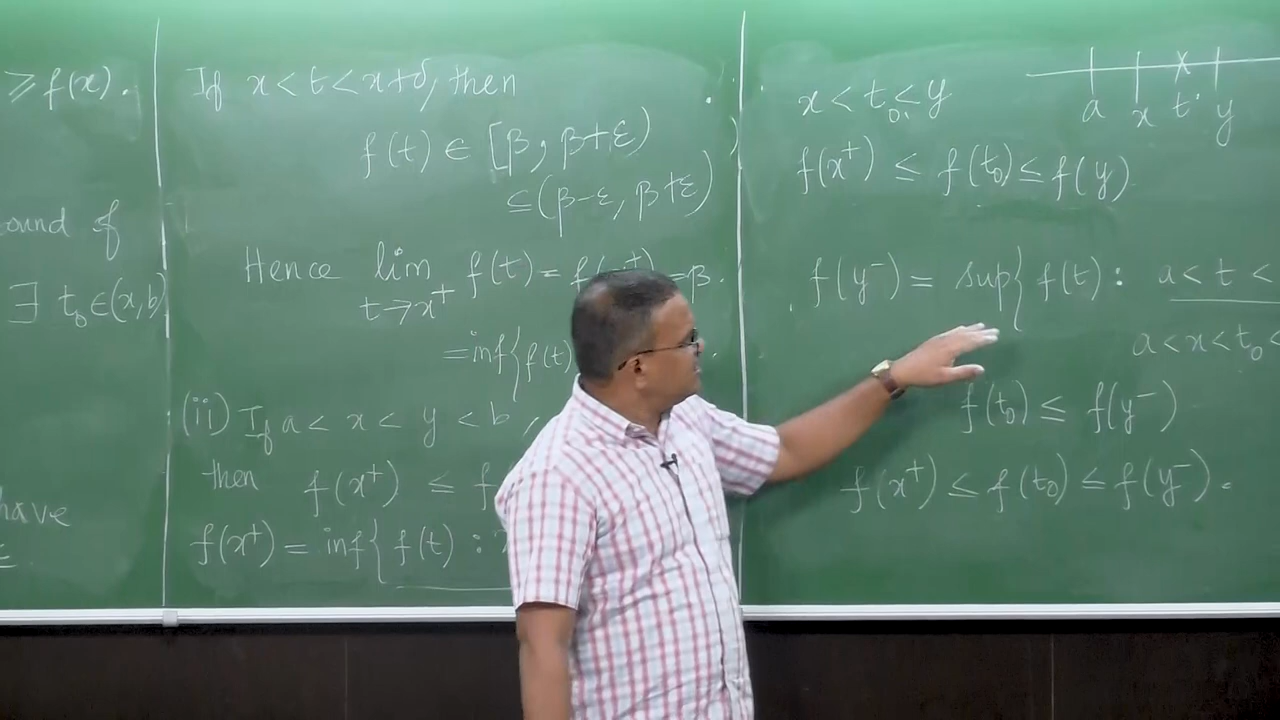 ≥ f(x).
ound of
∃ t₀∈(x,b)
have
If x < t < x+δ, then
f(t) ∈ [β, β+ε)
⊆(β-ε, β+ε)
Hence lim t→x⁺ f(t) = f(x⁺) = β.
= inf{f(t)
(ii) If a < x < y < b,
then f(x⁺) ≤ f
f(x⁺) = inf{ f(t) :
a x t y
x < t₀ ≤ y
f(x⁺) ≤ f(t₀) ≤ f(y)
f(y⁻) = sup{ f(t) : a < t <
a < x < t₀ <
f(t₀) ≤ f(y⁻)
f(x⁺) ≤ f(t₀) ≤ f(y⁻).